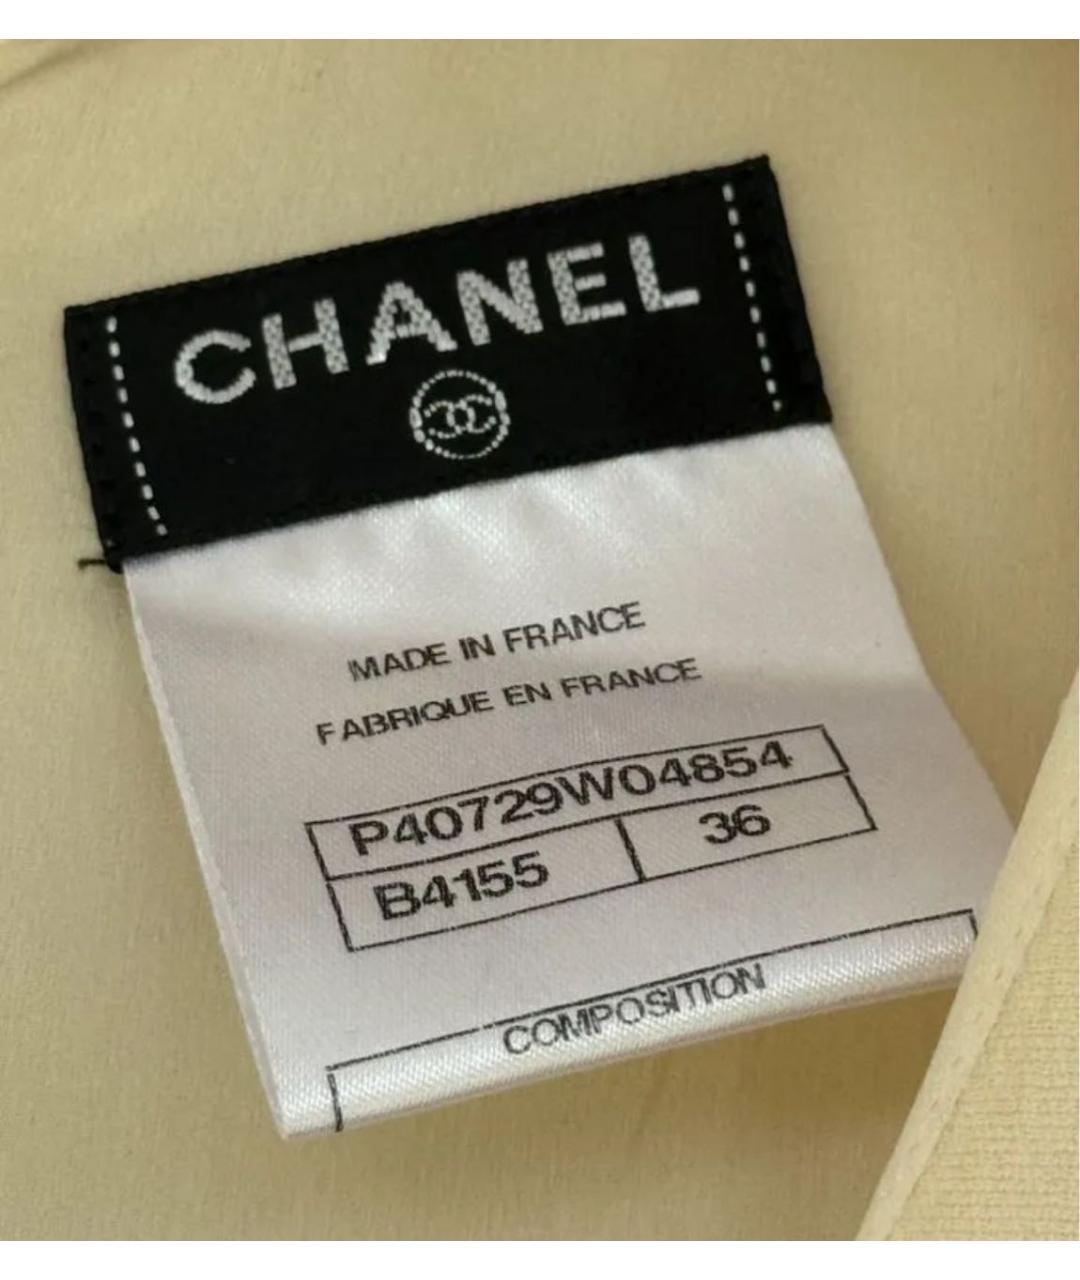 CHANEL
MADE IN FRANCE
FABRIQUE EN FRANCE
P40729W04854
B4155 36
COMPOSITION